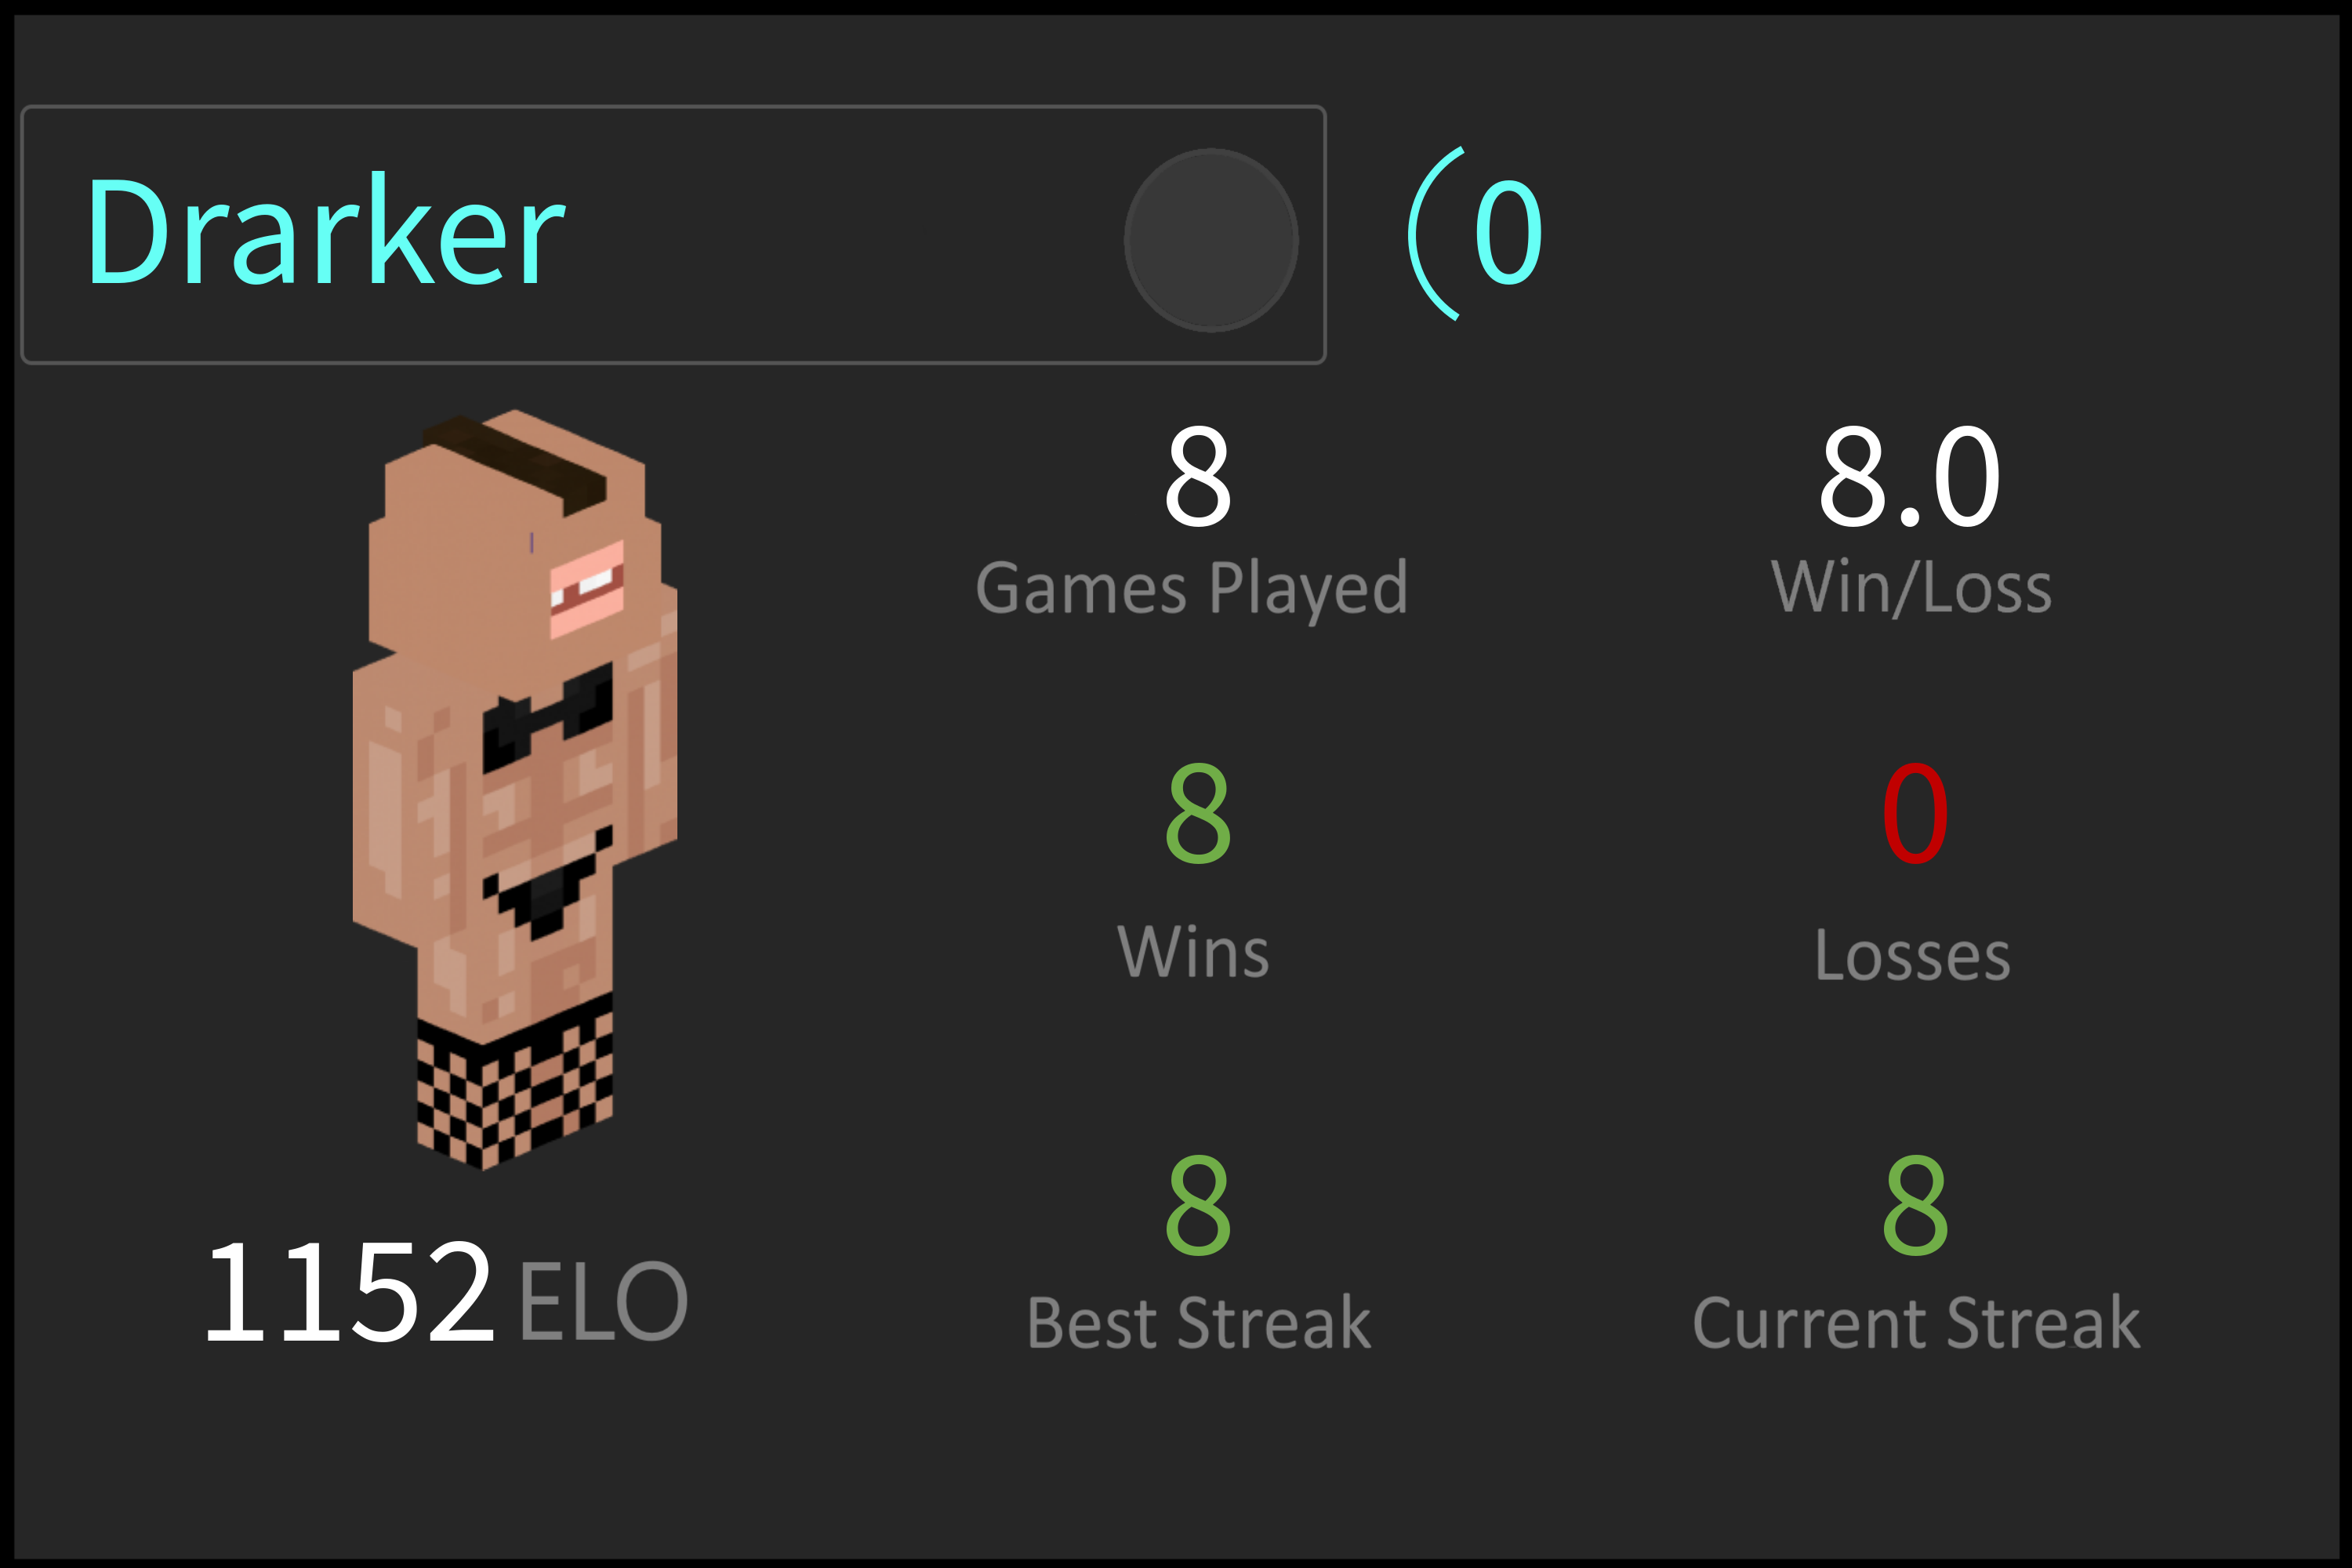 Drarker (0
8 8.0
Games Played Win/Loss
8 0
Wins Losses
8 8
1152 ELO Best Streak Current Streak